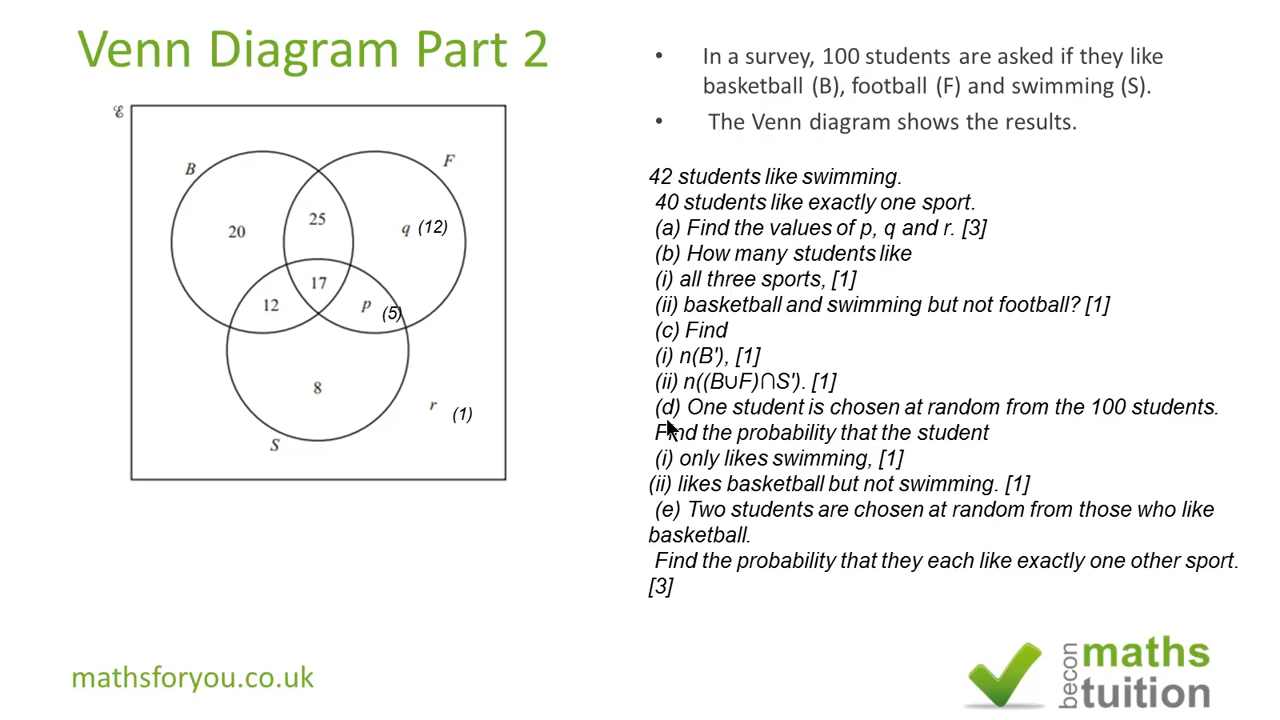 Venn Diagram Part 2
• In a survey, 100 students are asked if they like
basketball (B), football (F) and swimming (S).
• The Venn diagram shows the results.
ℰ
B
F
20
25
q (12)
17
12
p (5)
8
r (1)
S
42 students like swimming.
40 students like exactly one sport.
(a) Find the values of p, q and r. [3]
(b) How many students like
(i) all three sports, [1]
(ii) basketball and swimming but not football? [1]
(c) Find
(i) n(B'), [1]
(ii) n((B∪F)∩S'). [1]
(d) One student is chosen at random from the 100 students.
Find the probability that the student
(i) only likes swimming, [1]
(ii) likes basketball but not swimming. [1]
(e) Two students are chosen at random from those who like
basketball.
Find the probability that they each like exactly one other sport.
[3]
mathsforyou.co.uk
becon
maths
tuition